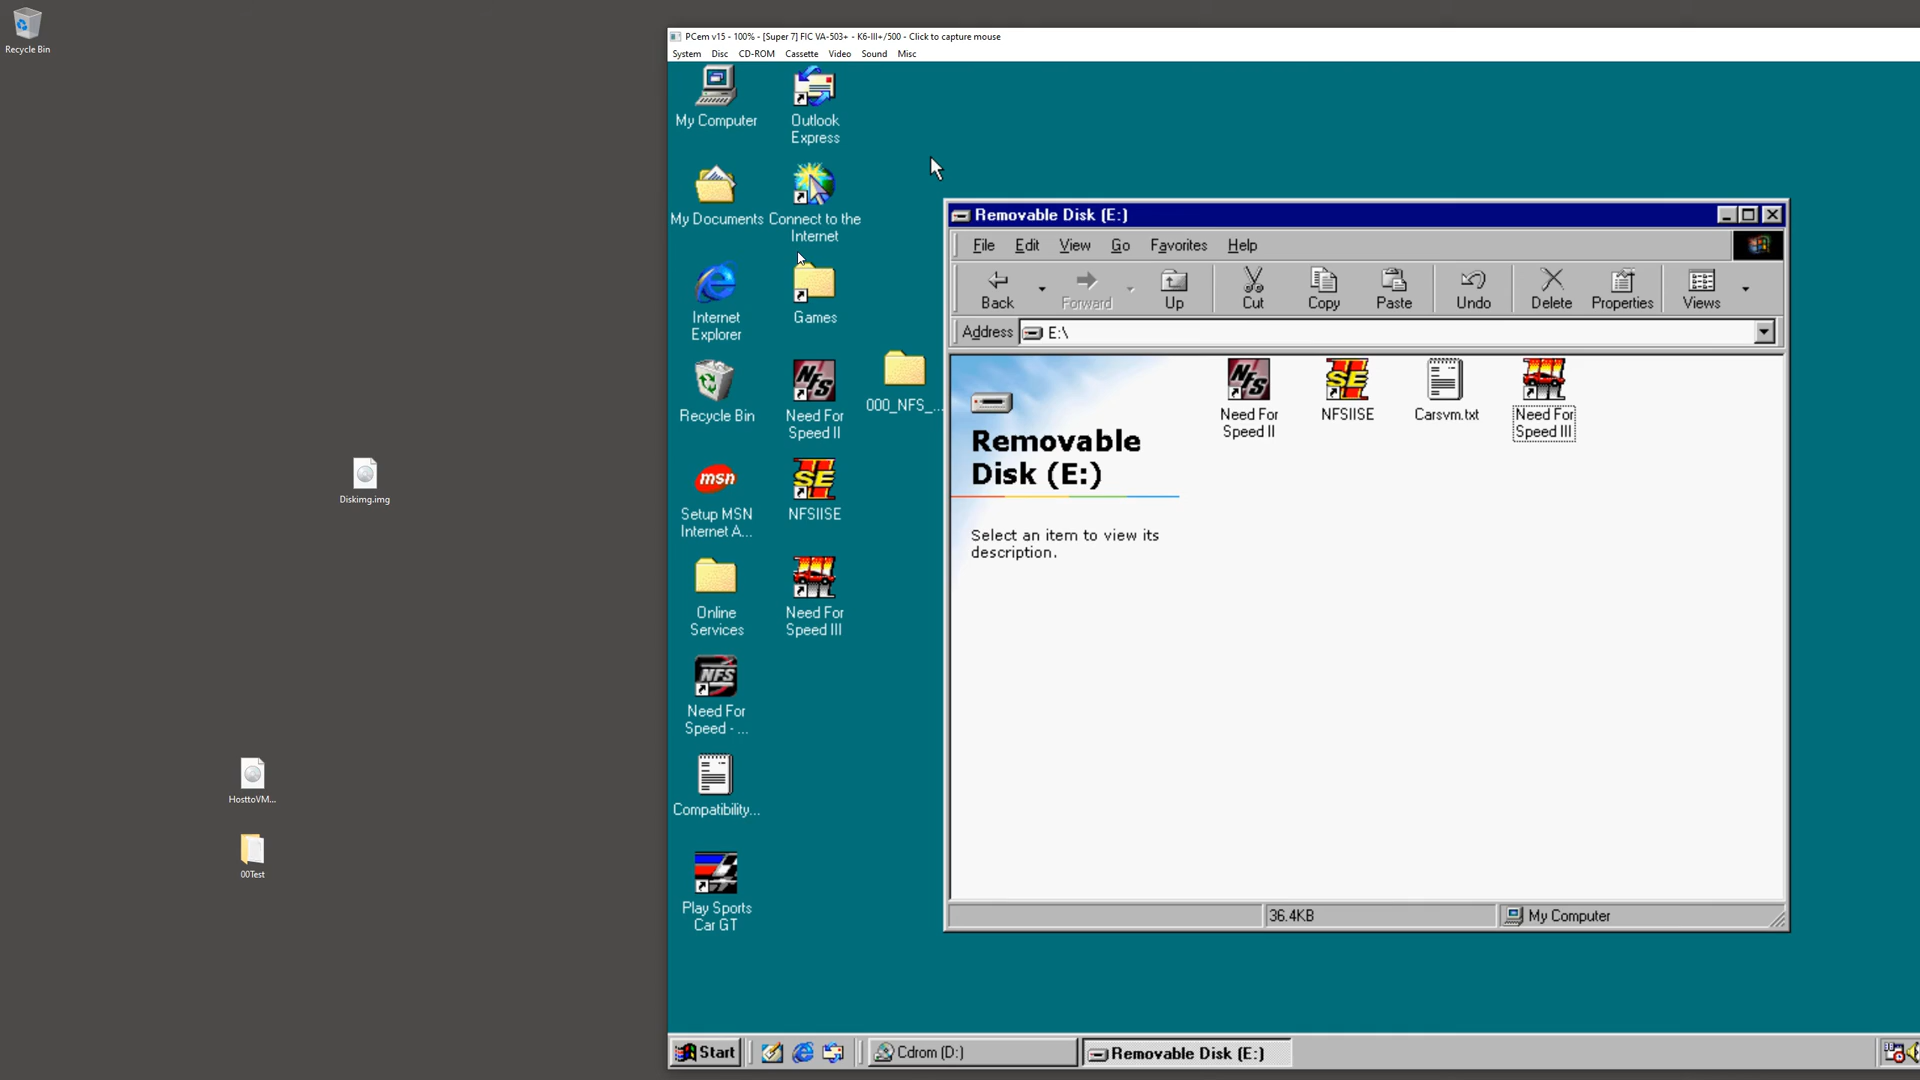 Recycle Bin
Diskimg.img
HosttoVM...
00Test
PCem v15 - 100% - [Super 7] FIC VA-503+ - K6-III+/500 - Click to capture mouse
System Disc CD-ROM Cassette Video Sound Misc
My Computer
Outlook
Express
My Documents
Connect to the
Internet
Internet
Explorer
Games
Recycle Bin
NFS
Need For
Speed II
000_NFS_...
msn
Setup MSN
Internet A...
SE
NFSIISE
Online
Services
Need For
Speed III
NFS
Need For
Speed - ...
Compatibility...
Play Sports
Car GT
Removable Disk (E:)
File Edit View Go Favorites Help
Back Forward Up Cut Copy Paste Undo Delete Properties Views
Address E:\
Removable
Disk (E:)
Select an item to view its
description.
NFS
Need For
Speed II
SE
NFSIISE
Carsvm.txt
Need For
Speed III
36.4KB
My Computer
Start
Cdrom (D:)
Removable Disk (E:)